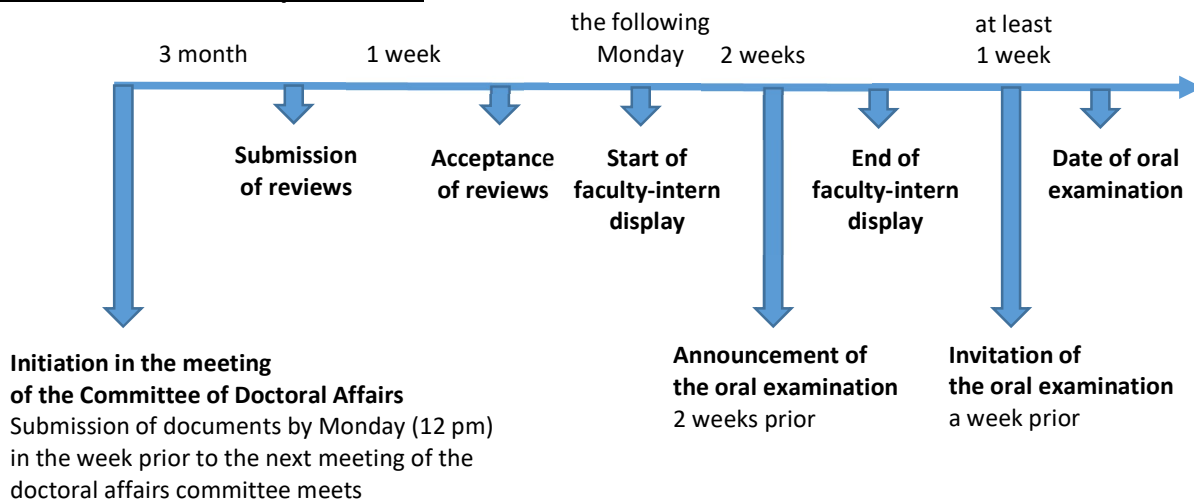 the following
Monday
at least
1 week
3 month
1 week
2 weeks
Submission
of reviews
Acceptance
of reviews
Start of
faculty-intern
display
End of
faculty-intern
display
Date of oral
examination
Initiation in the meeting
of the Committee of Doctoral Affairs
Submission of documents by Monday (12 pm)
in the week prior to the next meeting of the
doctoral affairs committee meets
Announcement of
the oral examination
2 weeks prior
Invitation of
the oral examination
a week prior